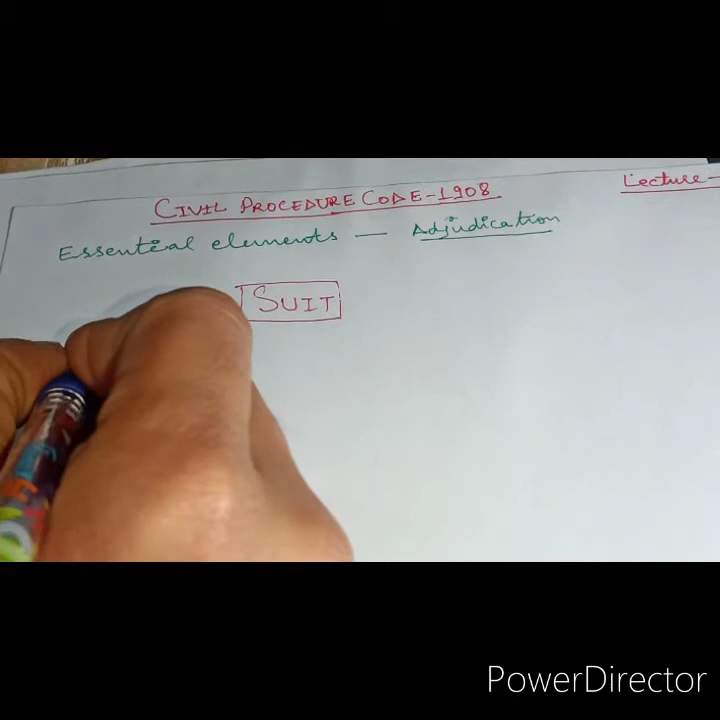 CIVIL PROCEDURE CODE-1908
Lecture-
Essential elements — Adjudication
SUIT
PowerDirector